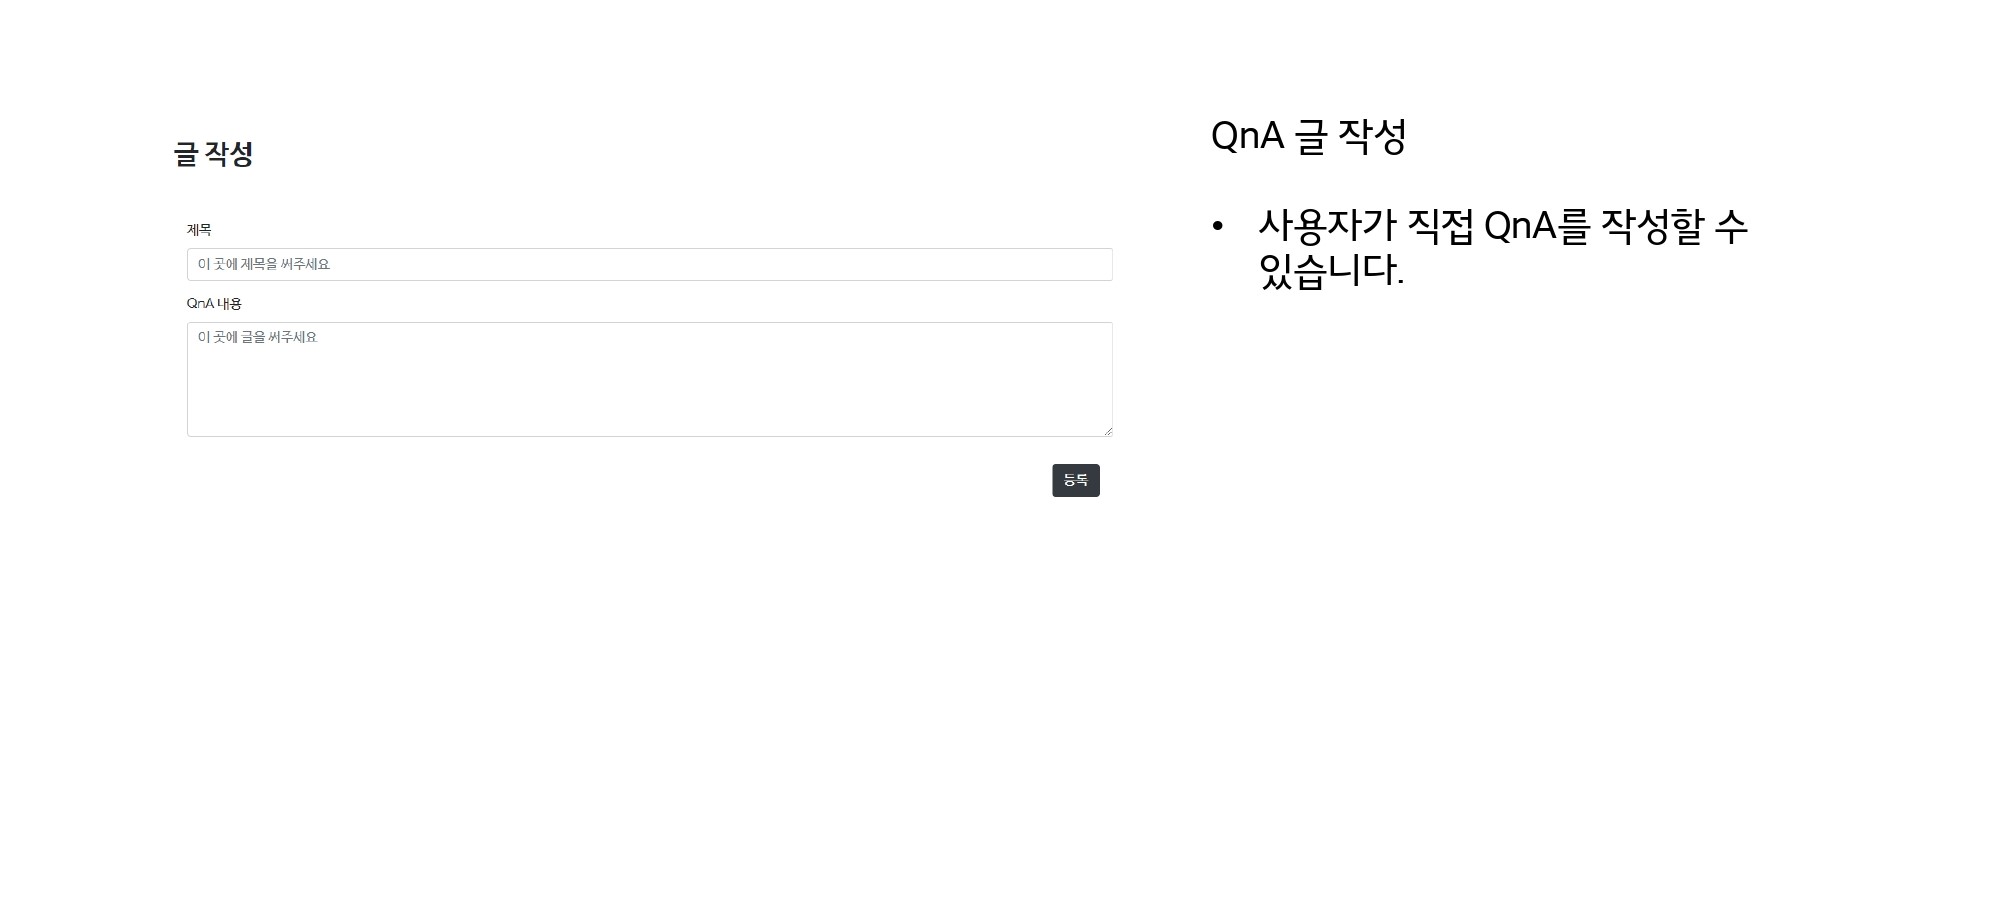 글 작성
제목
이 곳에 제목을 써주세요
QnA 내용
이 곳에 글을 써주세요
등록
QnA 글 작성
• 사용자가 직접 QnA를 작성할 수
있습니다.